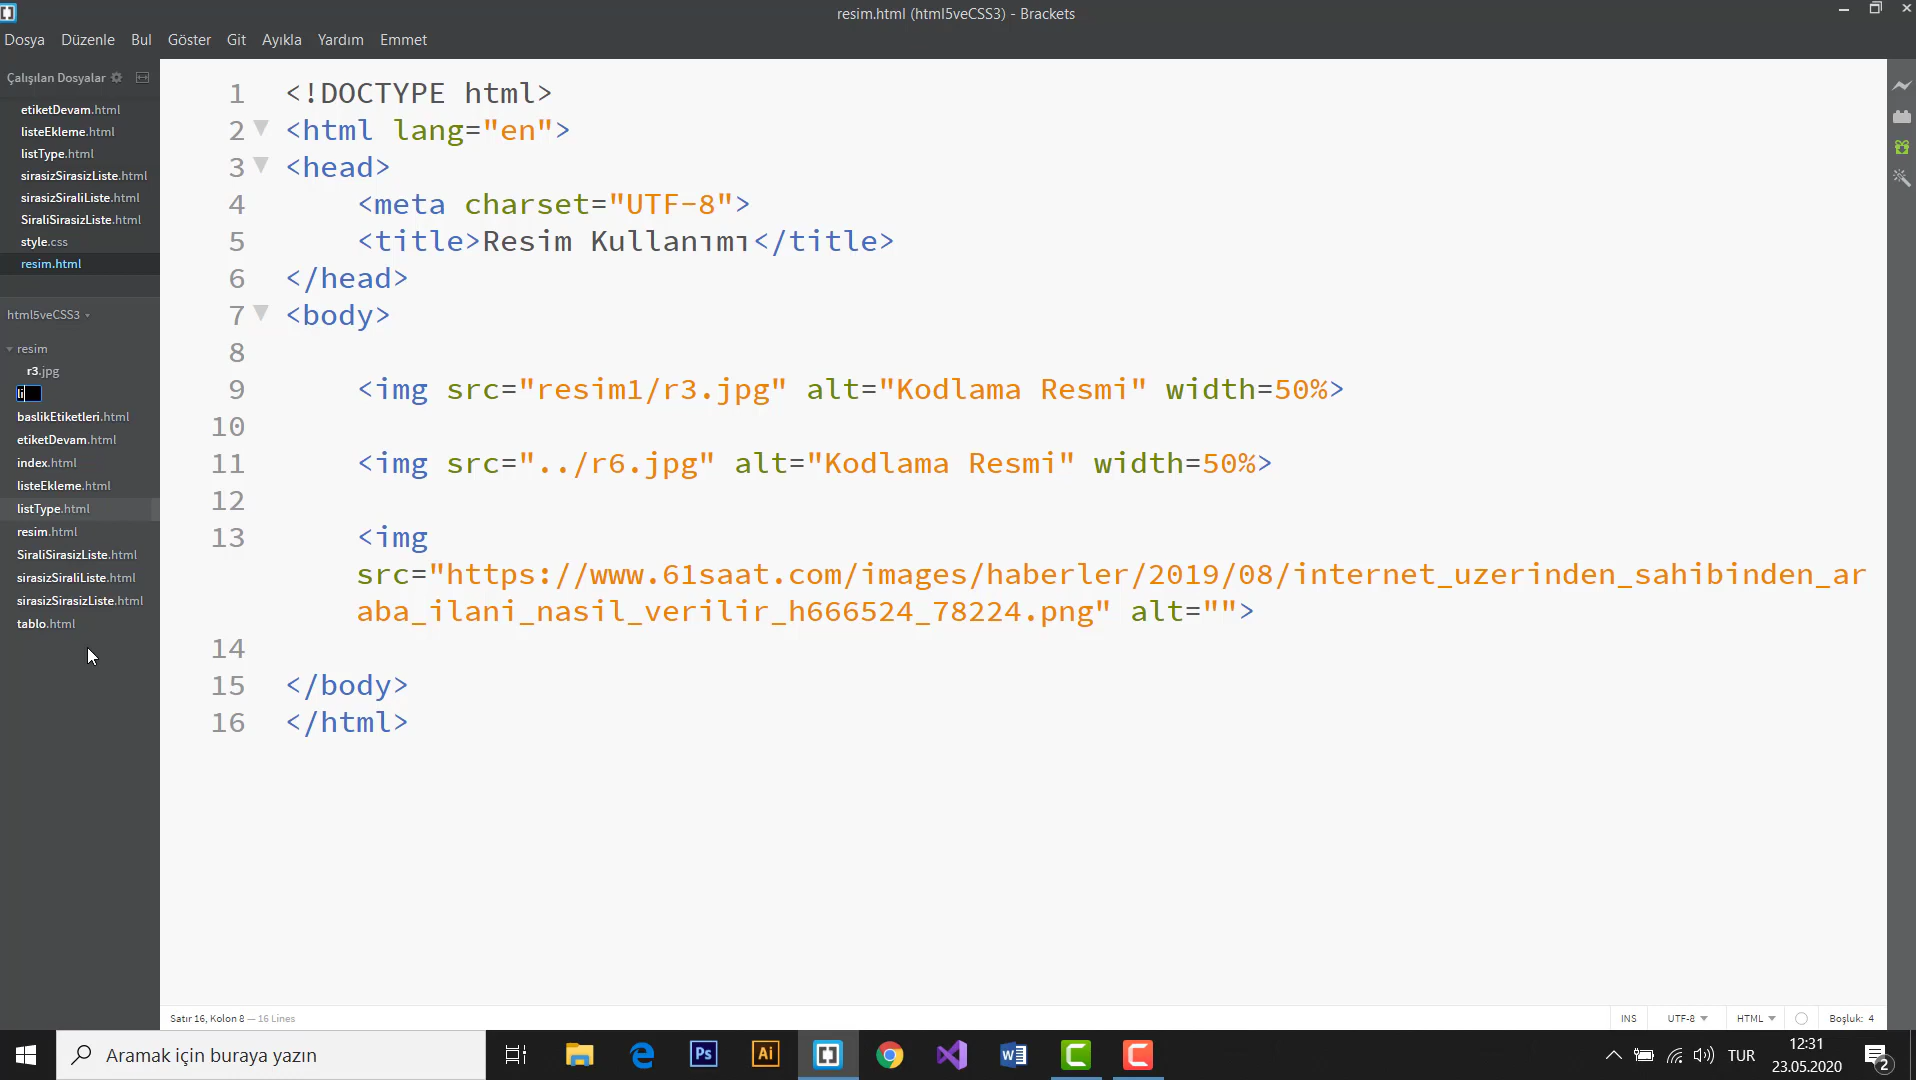 resim.html (html5veCSS3) - Brackets
Dosya Düzenle Bul Göster Git Ayıkla Yardım Emmet
Çalışılan Dosyalar
etiketDevam.html
listeEkleme.html
listType.html
sirasizSirasizListe.html
sirasizSiraliListe.html
SiraliSirasizListe.html
style.css
resim.html
html5veCSS3
resim
r3.jpg
li
baslikEtiketleri.html
etiketDevam.html
index.html
listeEkleme.html
listType.html
resim.html
SiraliSirasizListe.html
sirasizSiraliListe.html
sirasizSirasizListe.html
tablo.html
1 <!DOCTYPE html>
2 <html lang="en">
3 <head>
4 <meta charset="UTF-8">
5 <title>Resim Kullanımı</title>
6 </head>
7 <body>
8
9 <img src="resim1/r3.jpg" alt="Kodlama Resmi" width=50%>
10
11 <img src="../r6.jpg" alt="Kodlama Resmi" width=50%>
12
13 <img
src="https://www.61saat.com/images/haberler/2019/08/internet_uzerinden_sahibinden_ar
aba_ilani_nasil_verilir_h666524_78224.png" alt="">
14
15 </body>
16 </html>
Satır 16, Kolon 8 — 16 Lines
INS UTF-8 HTML Boşluk: 4
Aramak için buraya yazın
Ps
Ai
TUR
12:31
23.05.2020
2